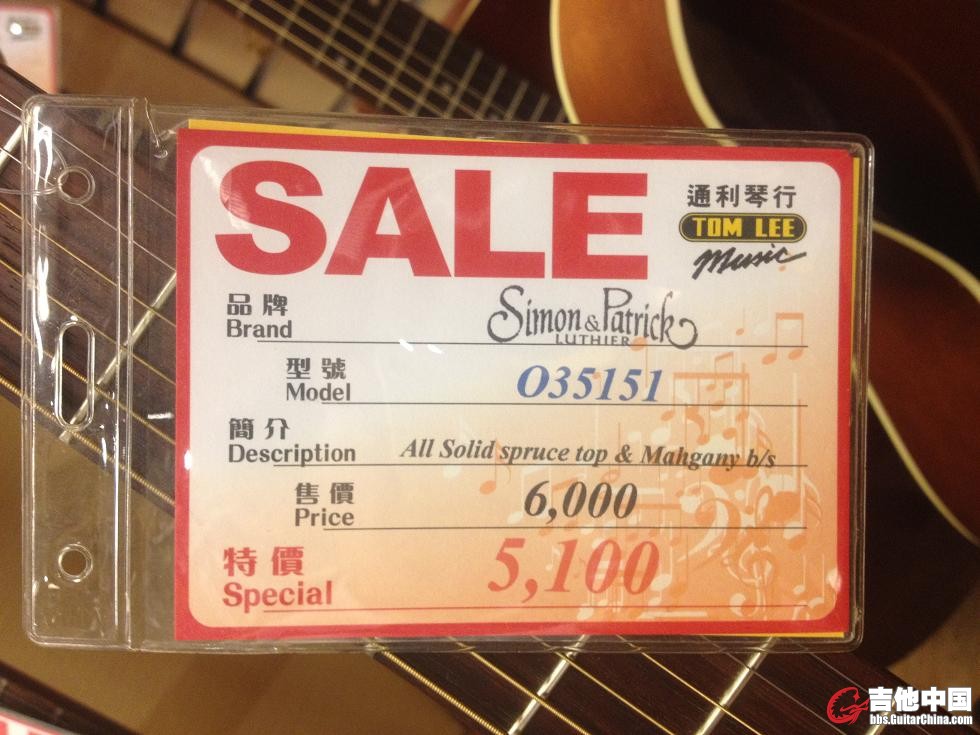 SALE
通利琴行
TOM LEE
Music
品牌
Brand
Simon & Patrick
LUTHIER
型號
Model
O35151
簡介
Description
All Solid spruce top & Mahgany b/s
售價
Price
6,000
特價
Special
5,100
吉他中国
bbs.GuitarChina.com